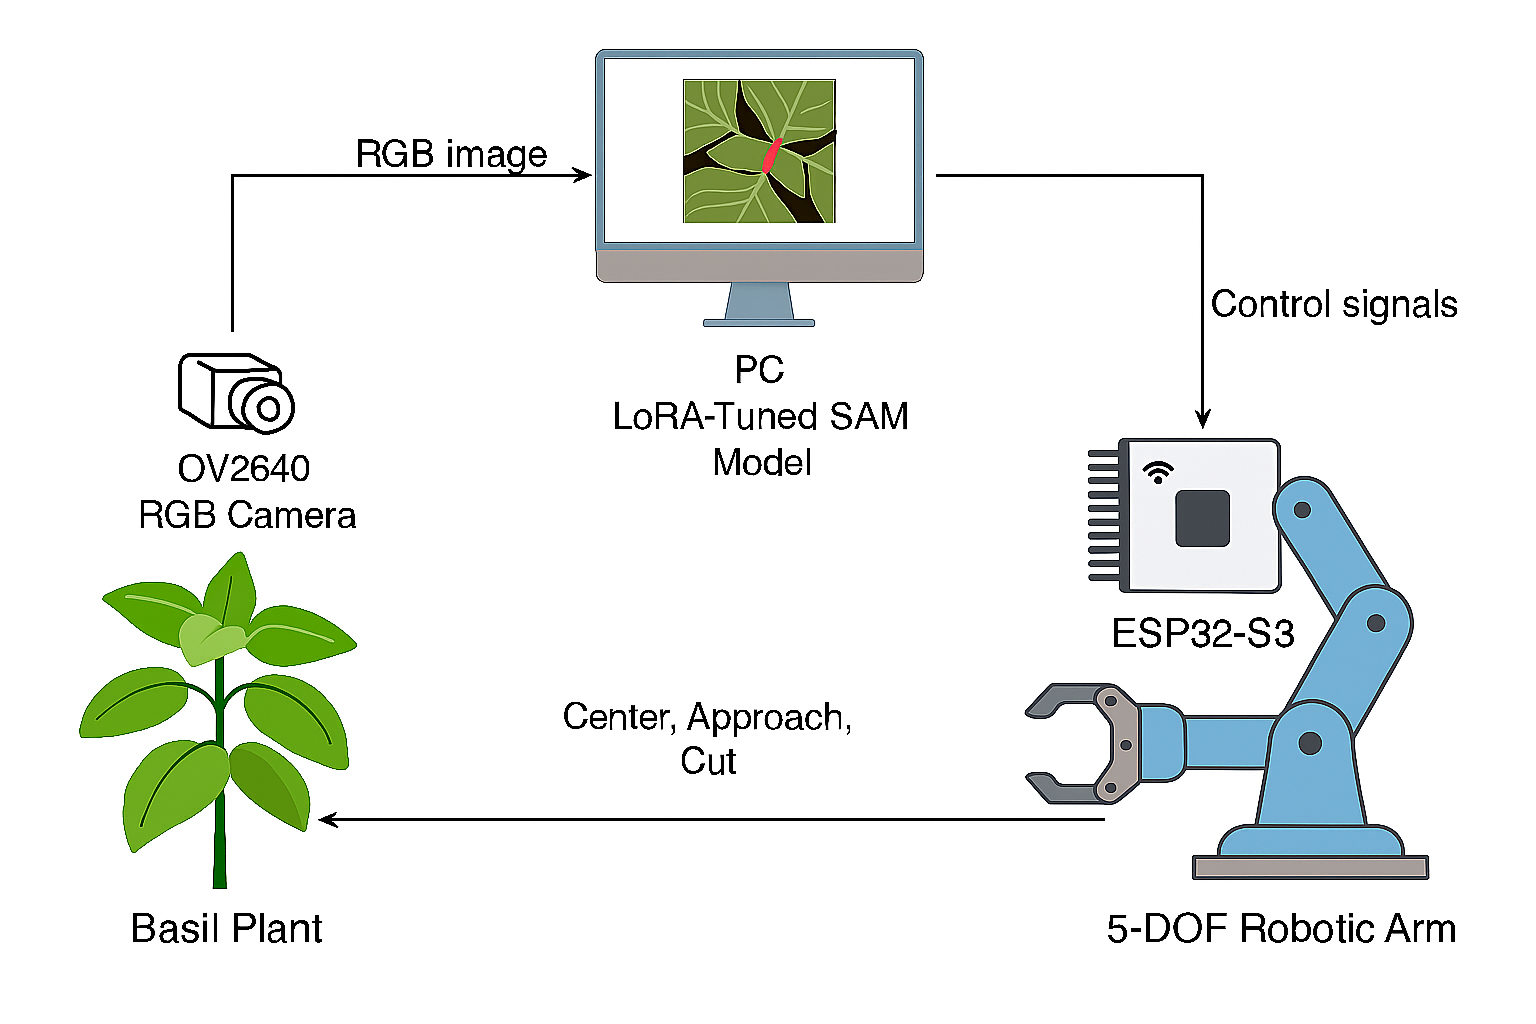 RGB image
PC
LoRA-Tuned SAM
Model
Control signals
OV2640
RGB Camera
ESP32-S3
Center, Approach,
Cut
Basil Plant
5-DOF Robotic Arm